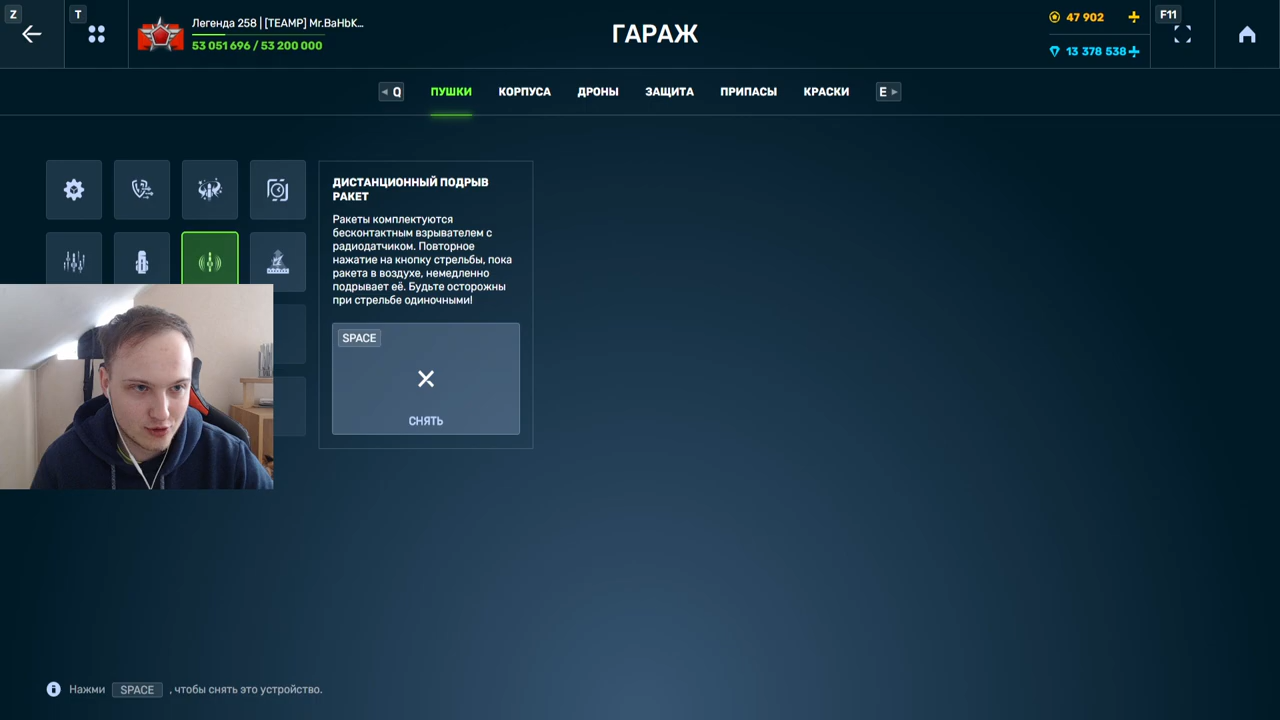 Z
T
Легенда 258 | [TEAMP] Mr.BaHbK...
53 051 696 / 53 200 000
ГАРАЖ
47 902
13 378 538
F11
Q
ПУШКИ
КОРПУСА
ДРОНЫ
ЗАЩИТА
ПРИПАСЫ
КРАСКИ
E
ДИСТАНЦИОННЫЙ ПОДРЫВ
РАКЕТ
Ракеты комплектуются
бесконтактным взрывателем с
радиодатчиком. Повторное
нажатие на кнопку стрельбы, пока
ракета в воздухе, немедленно
подрывает её. Будьте осторожны
при стрельбе одиночными!
SPACE
СНЯТЬ
Нажми SPACE , чтобы снять это устройство.